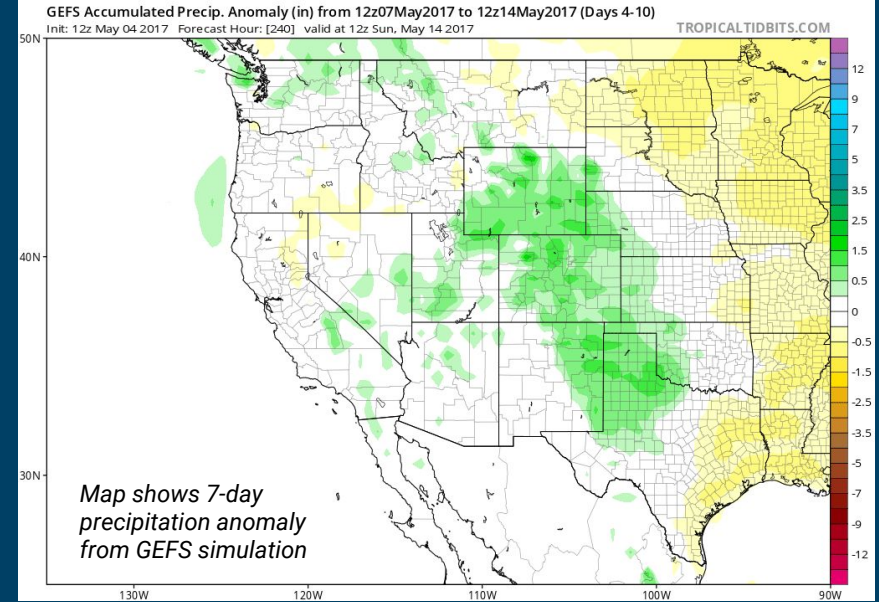 GEFS Accumulated Precip. Anomaly (in) from 12z07May2017 to 12z14May2017 (Days 4-10)
Init: 12z May 04 2017 Forecast Hour: [240] valid at 12z Sun, May 14 2017 TROPICALTIDBITS.COM
50N
40N
30N
130W 120W 110W 100W 90W
12
9
7
5
3.5
2.5
1.5
0.5
0
-0.5
-1.5
-2.5
-3.5
-5
-7
-9
-12
Map shows 7-day
precipitation anomaly
from GEFS simulation